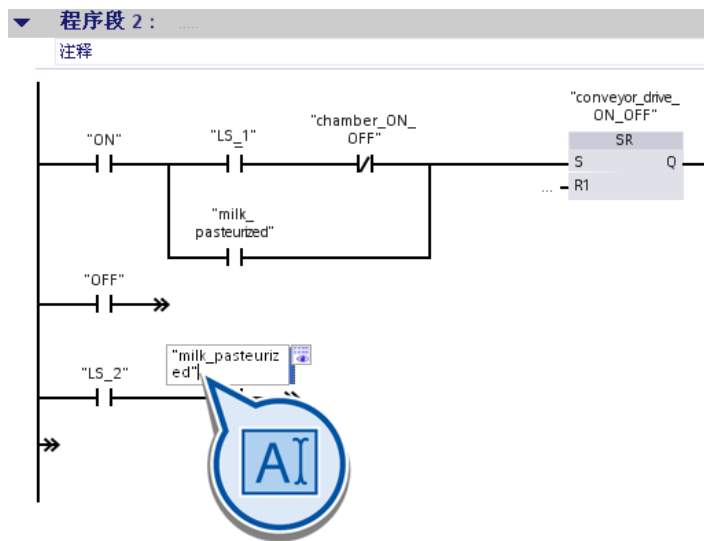 程序段 2：  .....
注释
"ON"
"LS_1"
"chamber_ON_
OFF"
"conveyor_drive_
ON_OFF"
SR
S
Q
... R1
"milk_
pasteurized"
"OFF"
"LS_2"
"milk_pasteuriz
ed"
A